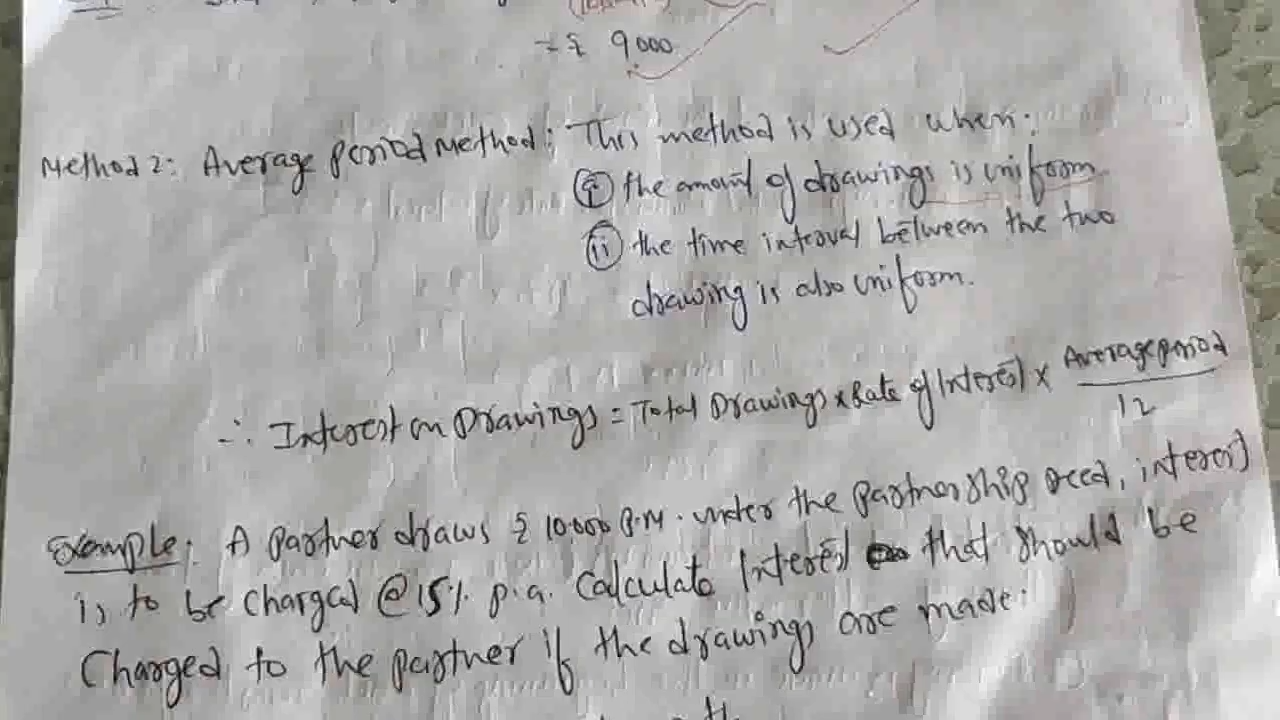 = ₹ 9000
Method 2: Average period Method: This method is used when:
(i) the amount of drawings is uniform
(ii) the time interval between the two
drawing is also uniform.
∴ Interest on Drawings = Total Drawings x Rate of Interest x Average period / 12
Example: A partner draws ₹ 10,000 P.M. under the partnership deed, interest
is to be charged @ 15% p.a. Calculate Interest that should be
Charged to the partner if the drawings are made: